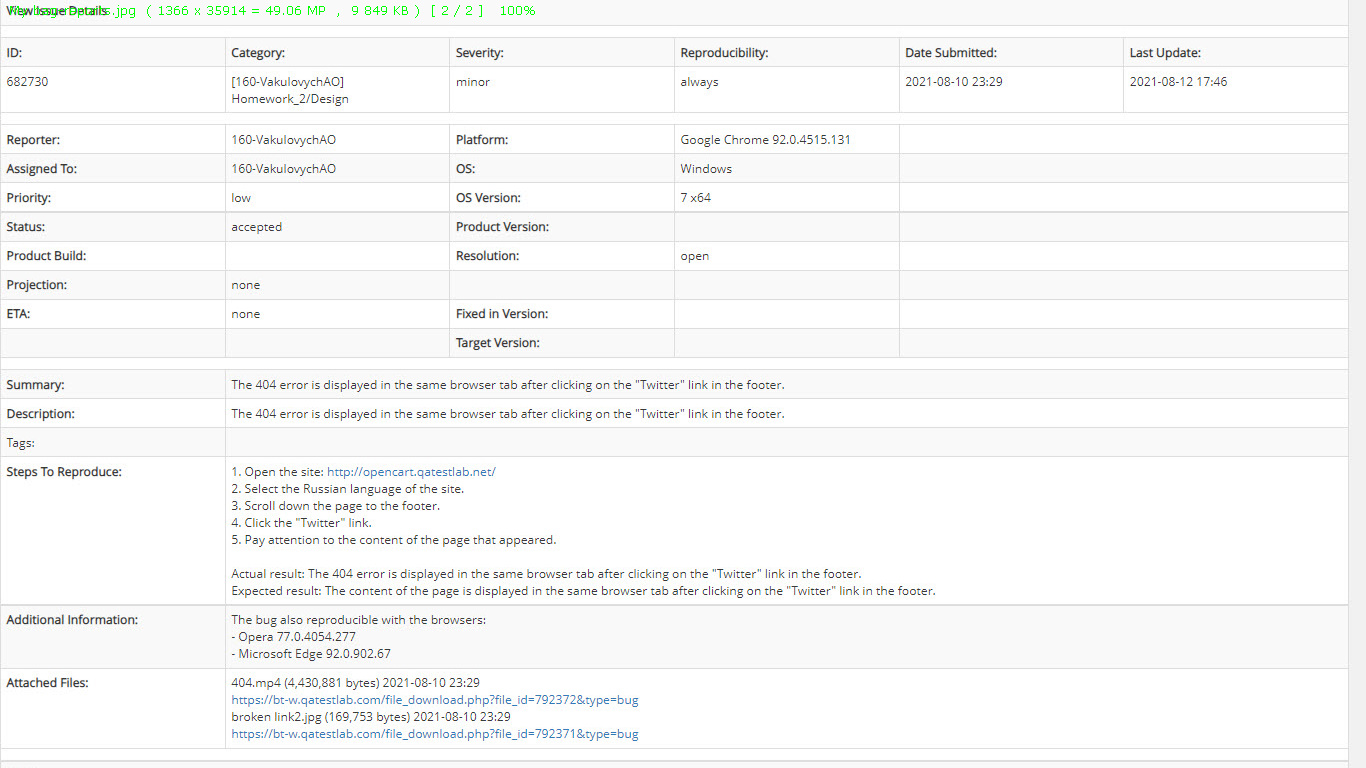 View Issue Details
.jpg ( 1366 x 35914 = 49.06 MP , 9 849 KB ) [ 2 / 2 ] 100%
ID: Category: Severity: Reproducibility: Date Submitted: Last Update:
682730 [160-VakulovychAO] minor always 2021-08-10 23:29 2021-08-12 17:46
Homework_2/Design
Reporter: 160-VakulovychAO Platform: Google Chrome 92.0.4515.131
Assigned To: 160-VakulovychAO OS: Windows
Priority: low OS Version: 7 x64
Status: accepted Product Version:
Product Build: Resolution: open
Projection: none
ETA: none Fixed in Version:
Target Version:
Summary: The 404 error is displayed in the same browser tab after clicking on the "Twitter" link in the footer.
Description: The 404 error is displayed in the same browser tab after clicking on the "Twitter" link in the footer.
Tags:
Steps To Reproduce: 1. Open the site: http://opencart.qatestlab.net/
2. Select the Russian language of the site.
3. Scroll down the page to the footer.
4. Click the "Twitter" link.
5. Pay attention to the content of the page that appeared.
Actual result: The 404 error is displayed in the same browser tab after clicking on the "Twitter" link in the footer.
Expected result: The content of the page is displayed in the same browser tab after clicking on the "Twitter" link in the footer.
Additional Information: The bug also reproducible with the browsers:
- Opera 77.0.4054.277
- Microsoft Edge 92.0.902.67
Attached Files: 404.mp4 (4,430,881 bytes) 2021-08-10 23:29
https://bt-w.qatestlab.com/file_download.php?file_id=792372&type=bug
broken link2.jpg (169,753 bytes) 2021-08-10 23:29
https://bt-w.qatestlab.com/file_download.php?file_id=792371&type=bug